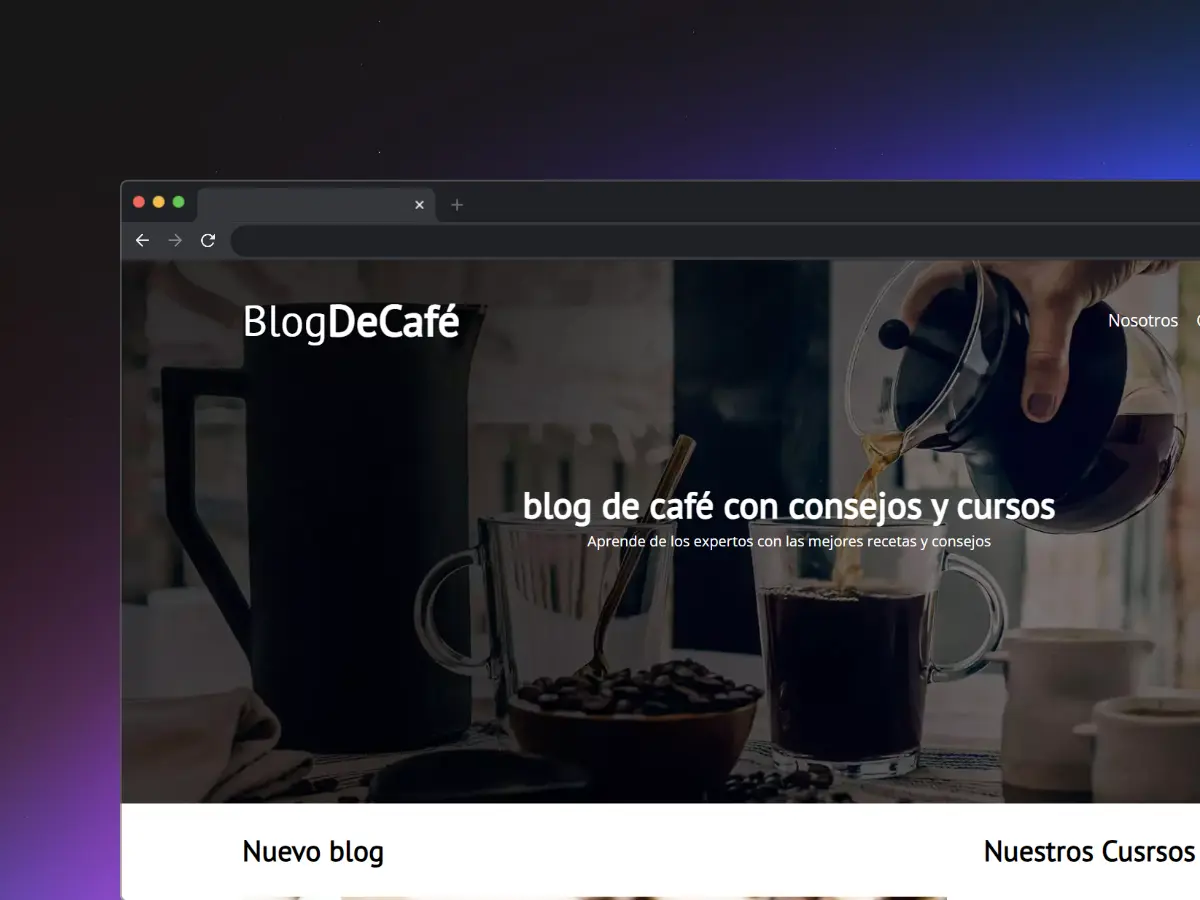 BlogDeCafé
Nosotros
blog de café con consejos y cursos
Aprende de los expertos con las mejores recetas y consejos
Nuevo blog
Nuestros Cusrsos